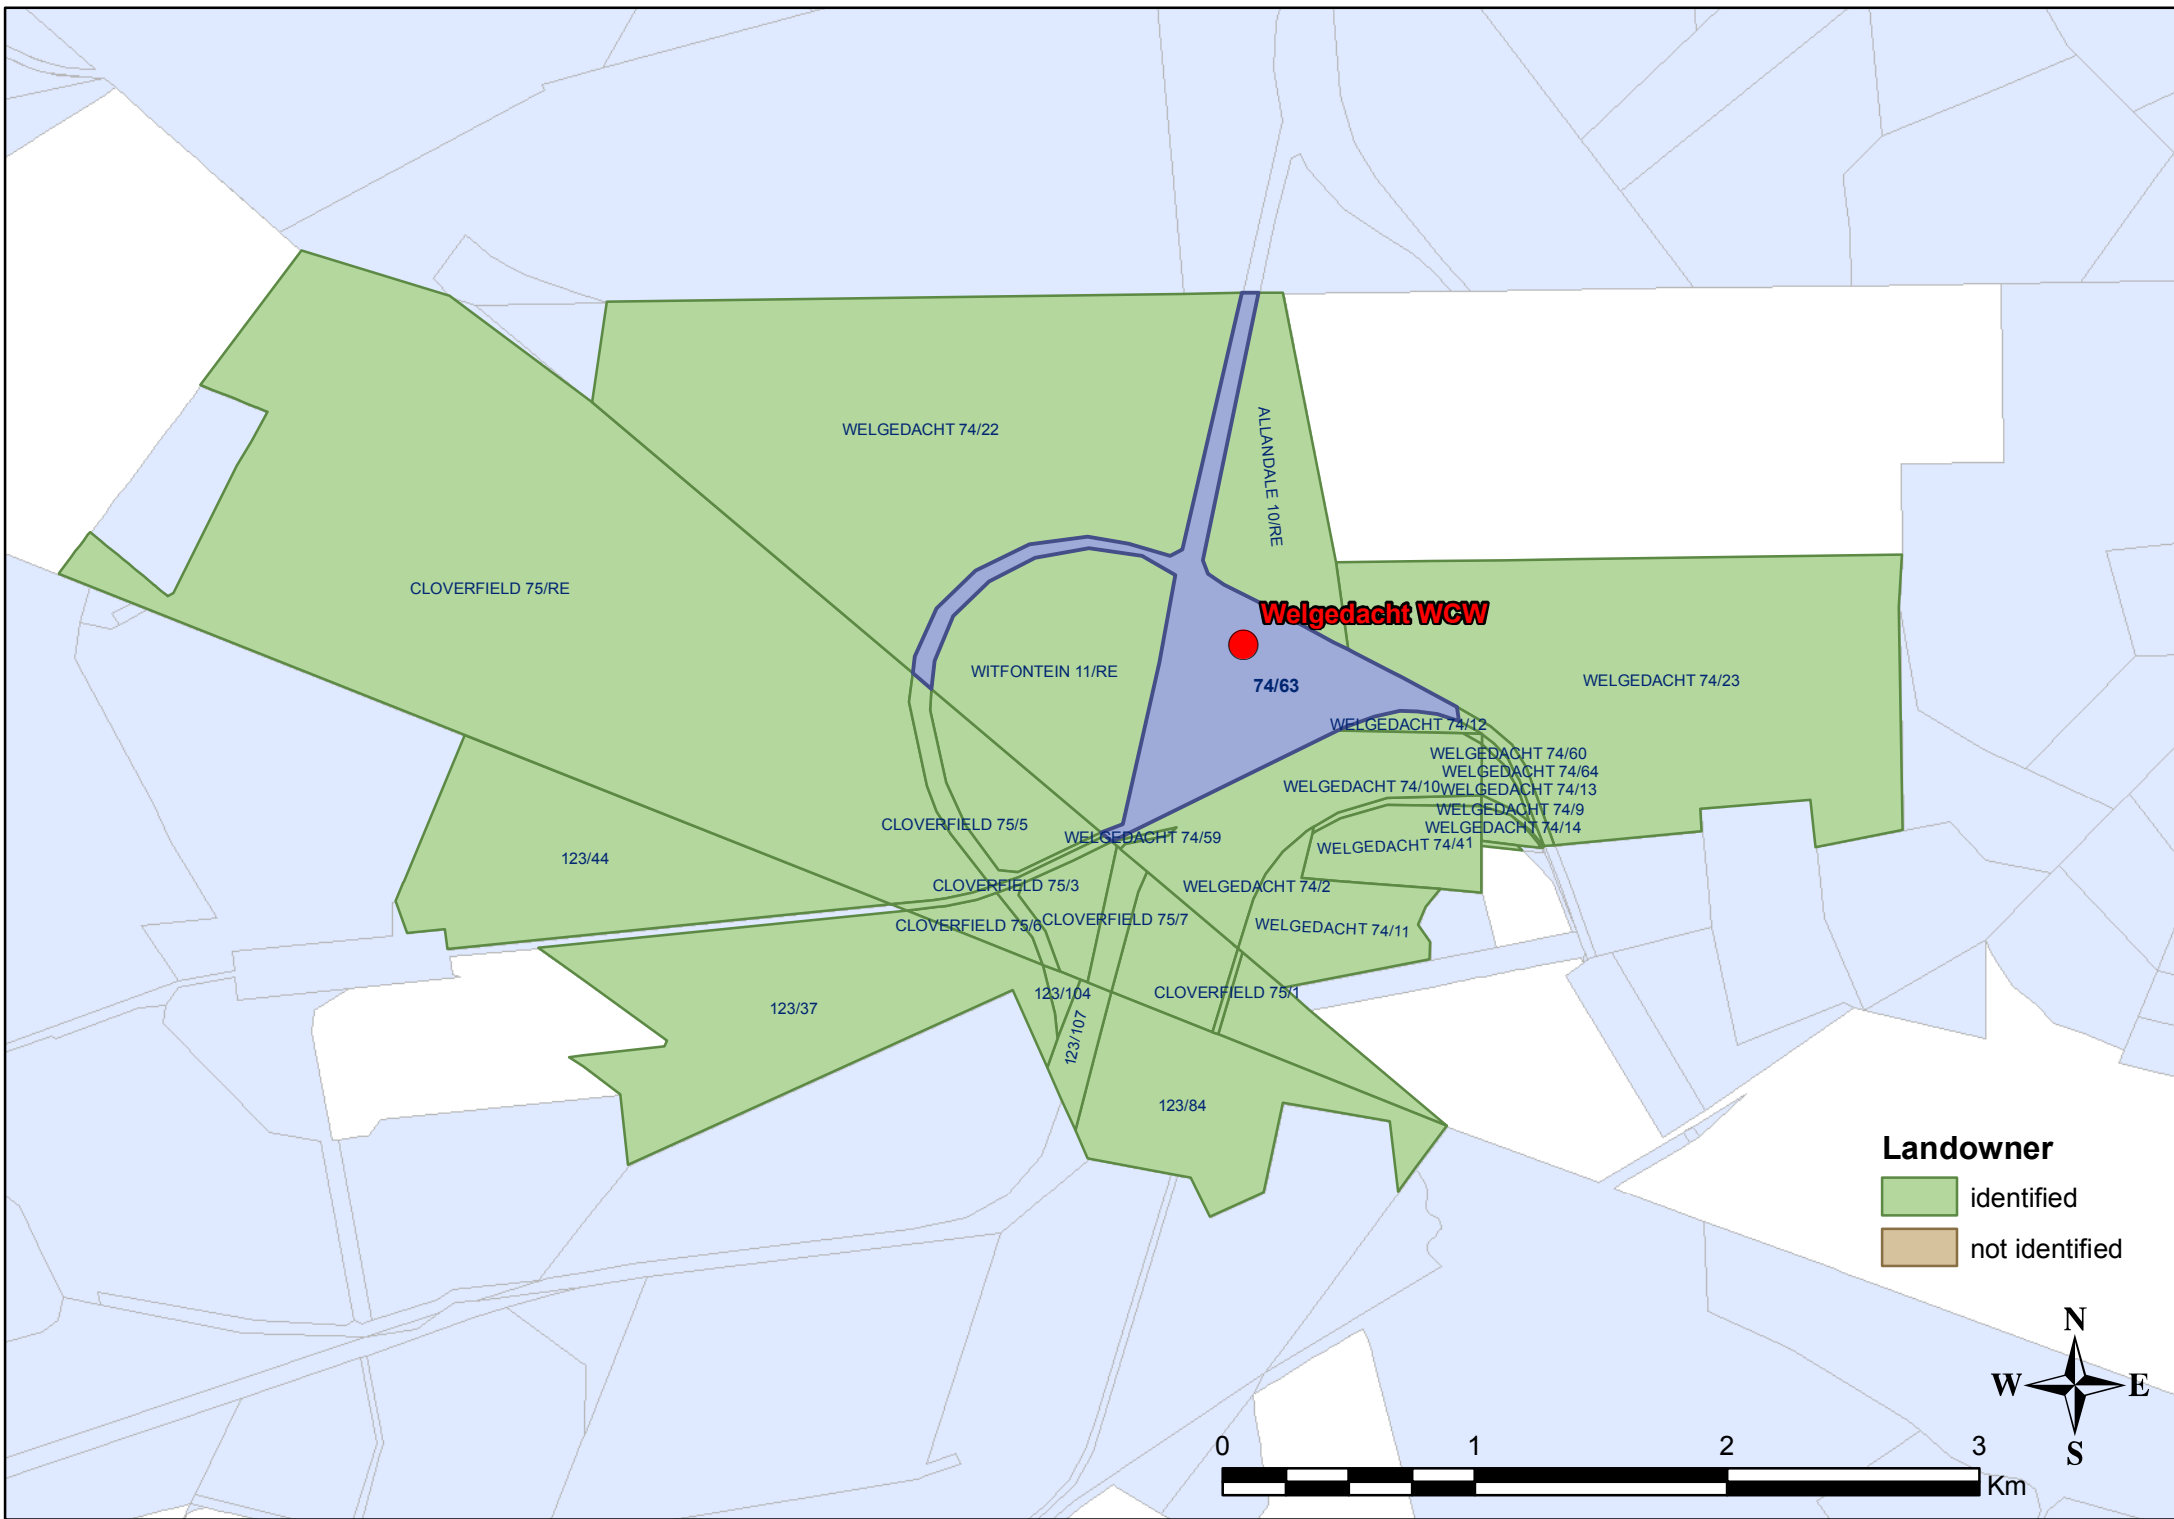 WELGEDACHT 74/22
ALLANDALE 10/RE
CLOVERFIELD 75/RE
Welgedacht WCW
WITFONTEIN 11/RE
74/63
WELGEDACHT 74/23
WELGEDACHT 74/12
WELGEDACHT 74/60
WELGEDACHT 74/64
WELGEDACHT 74/10
WELGEDACHT 74/13
WELGEDACHT 74/9
CLOVERFIELD 75/5
WELGEDACHT 74/14
WELGEDACHT 74/59
WELGEDACHT 74/41
123/44
CLOVERFIELD 75/3
WELGEDACHT 74/2
CLOVERFIELD 75/6
CLOVERFIELD 75/7
WELGEDACHT 74/11
123/104
CLOVERFIELD 75/1
123/37
123/107
123/84
Landowner
identified
not identified
N
W
E
S
0
1
2
3
Km